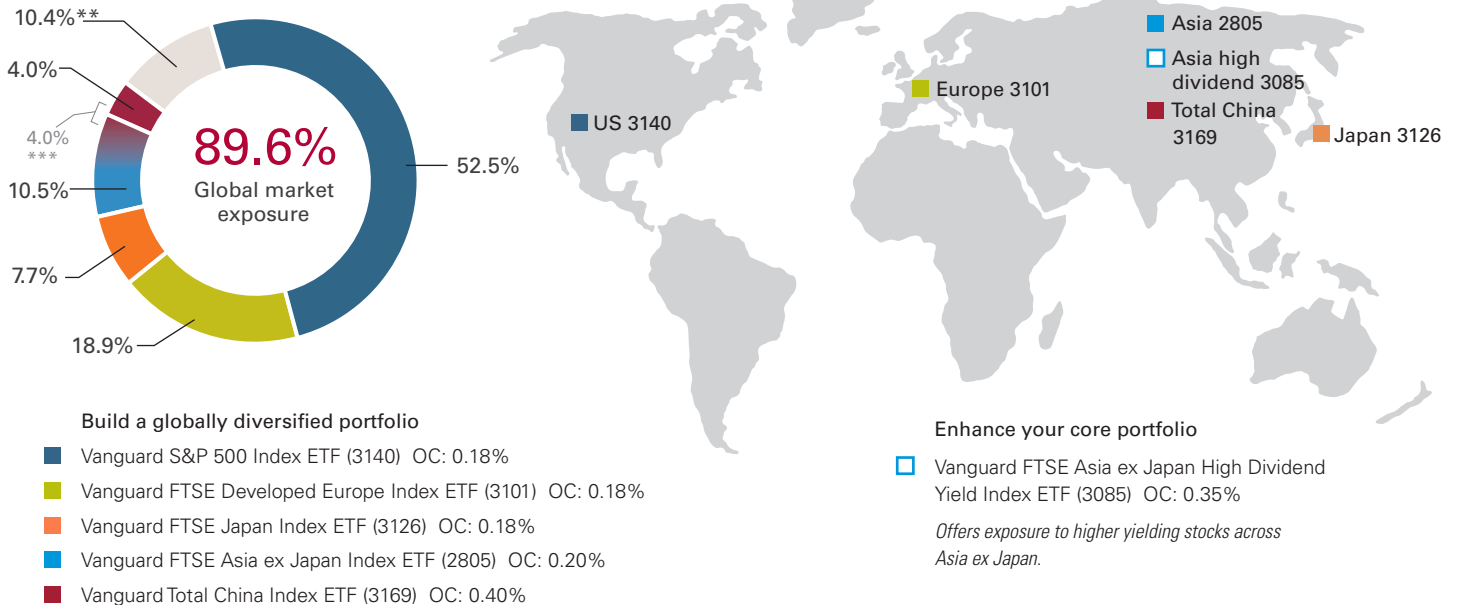 10.4%**
4.0%
4.0%
***
10.5%
7.7%
18.9%
52.5%
89.6%
Global market
exposure
US 3140
Europe 3101
Asia 2805
Asia high
dividend 3085
Total China
3169
Japan 3126
Build a globally diversified portfolio
Vanguard S&P 500 Index ETF (3140) OC: 0.18%
Vanguard FTSE Developed Europe Index ETF (3101) OC: 0.18%
Vanguard FTSE Japan Index ETF (3126) OC: 0.18%
Vanguard FTSE Asia ex Japan Index ETF (2805) OC: 0.20%
Vanguard Total China Index ETF (3169) OC: 0.40%
Enhance your core portfolio
Vanguard FTSE Asia ex Japan High Dividend
Yield Index ETF (3085) OC: 0.35%
Offers exposure to higher yielding stocks across
Asia ex Japan.